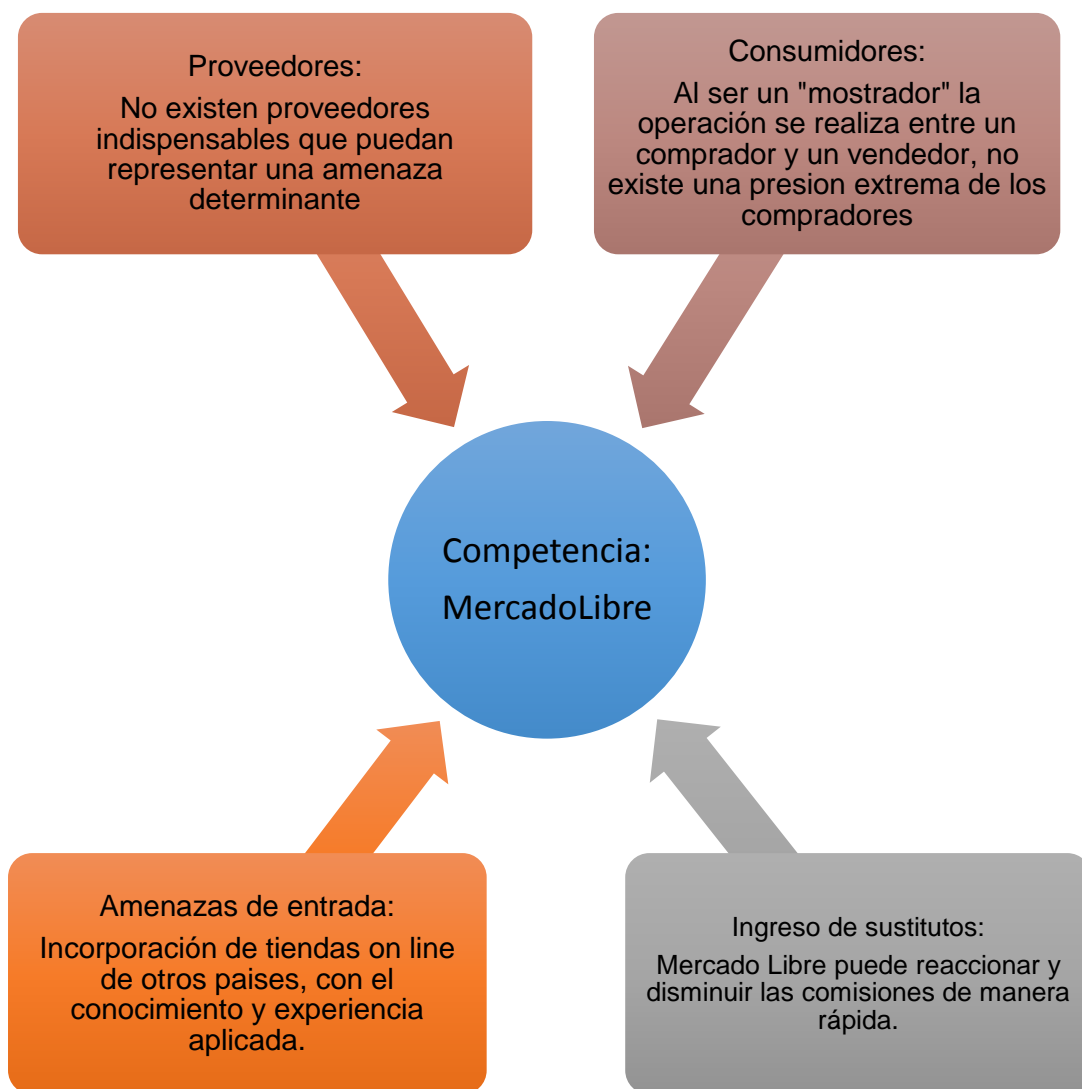 Proveedores:
No existen proveedores
indispensables que puedan
representar una amenaza
determinante
Consumidores:
Al ser un "mostrador" la
operación se realiza entre un
comprador y un vendedor, no
existe una presion extrema de los
compradores
Competencia:
MercadoLibre
Amenazas de entrada:
Incorporación de tiendas on line
de otros paises, con el
conocimiento y experiencia
aplicada.
Ingreso de sustitutos:
Mercado Libre puede reaccionar y
disminuir las comisiones de manera
rápida.